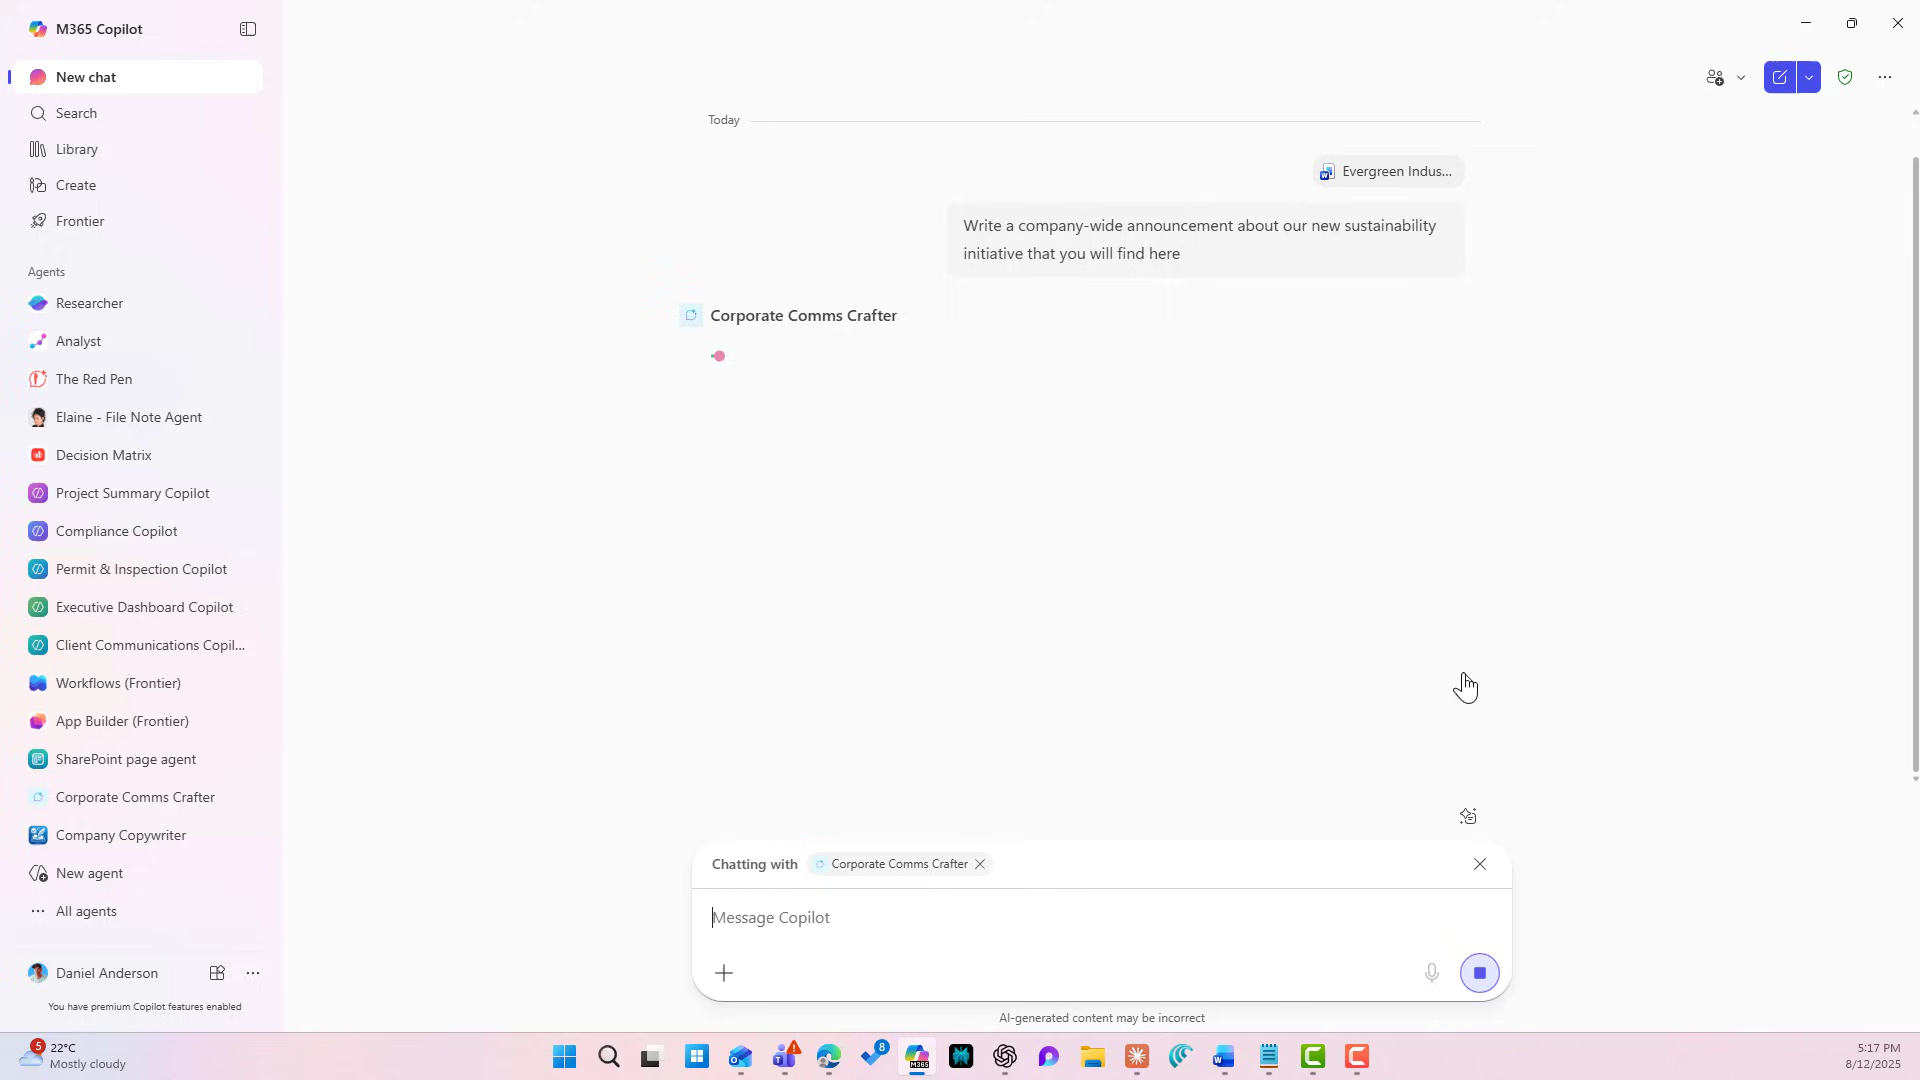 M365 Copilot
New chat
Search
Library
Create
Frontier
Agents
Researcher
Analyst
The Red Pen
Elaine - File Note Agent
Decision Matrix
Project Summary Copilot
Compliance Copilot
Permit & Inspection Copilot
Executive Dashboard Copilot
Client Communications Copil...
Workflows (Frontier)
App Builder (Frontier)
SharePoint page agent
Corporate Comms Crafter
Company Copywriter
New agent
All agents
Daniel Anderson
You have premium Copilot features enabled
Today
Evergreen Indus...
Write a company-wide announcement about our new sustainability
initiative that you will find here
Corporate Comms Crafter
Chatting with Corporate Comms Crafter
Message Copilot
AI-generated content may be incorrect
5
22°C
Mostly cloudy
8
M365
5:17 PM
8/12/2025